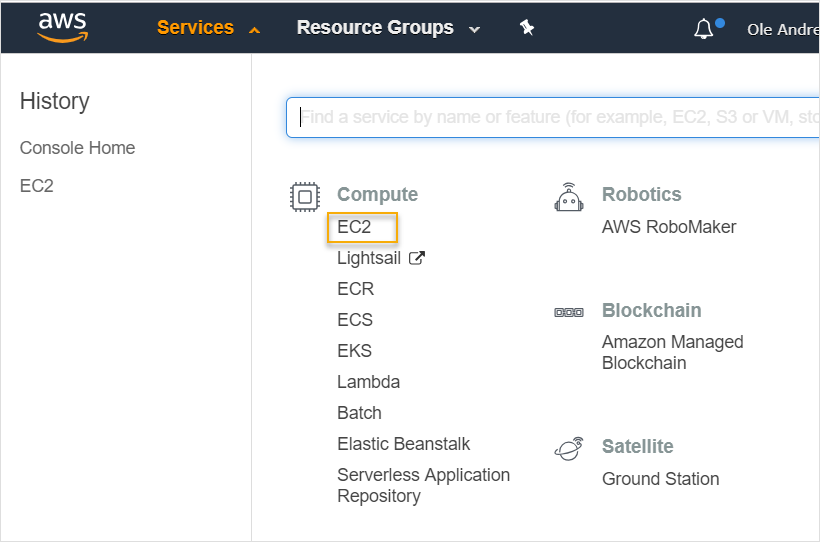 aws Services Resource Groups Ole Andre
History
Console Home
EC2
Find a service by name or feature (for example, EC2, S3 or VM, sto
Compute
EC2
Lightsail
ECR
ECS
EKS
Lambda
Batch
Elastic Beanstalk
Serverless Application
Repository
Robotics
AWS RoboMaker
Blockchain
Amazon Managed
Blockchain
Satellite
Ground Station